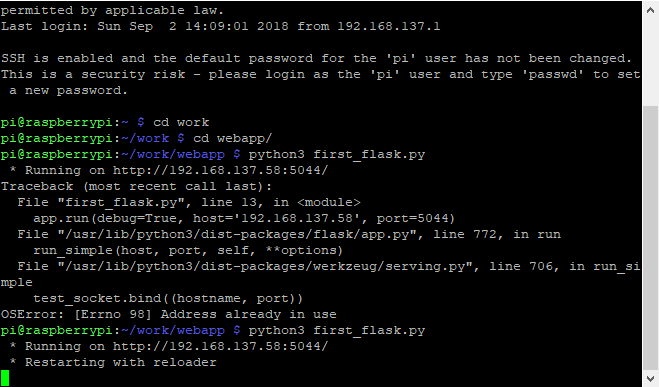 permitted by applicable law.
Last login: Sun Sep  2 14:09:01 2018 from 192.168.137.1

SSH is enabled and the default password for the 'pi' user has not been changed.
This is a security risk - please login as the 'pi' user and type 'passwd' to set
 a new password.

pi@raspberrypi:~ $ cd work
pi@raspberrypi:~/work $ cd webapp/
pi@raspberrypi:~/work/webapp $ python3 first_flask.py
 * Running on http://192.168.137.58:5044/
Traceback (most recent call last):
  File "first_flask.py", line 13, in <module>
    app.run(debug=True, host='192.168.137.58', port=5044)
  File "/usr/lib/python3/dist-packages/flask/app.py", line 772, in run
    run_simple(host, port, self, **options)
  File "/usr/lib/python3/dist-packages/werkzeug/serving.py", line 706, in run_si
mple
    test_socket.bind((hostname, port))
OSError: [Errno 98] Address already in use
pi@raspberrypi:~/work/webapp $ python3 first_flask.py
 * Running on http://192.168.137.58:5044/
 * Restarting with reloader